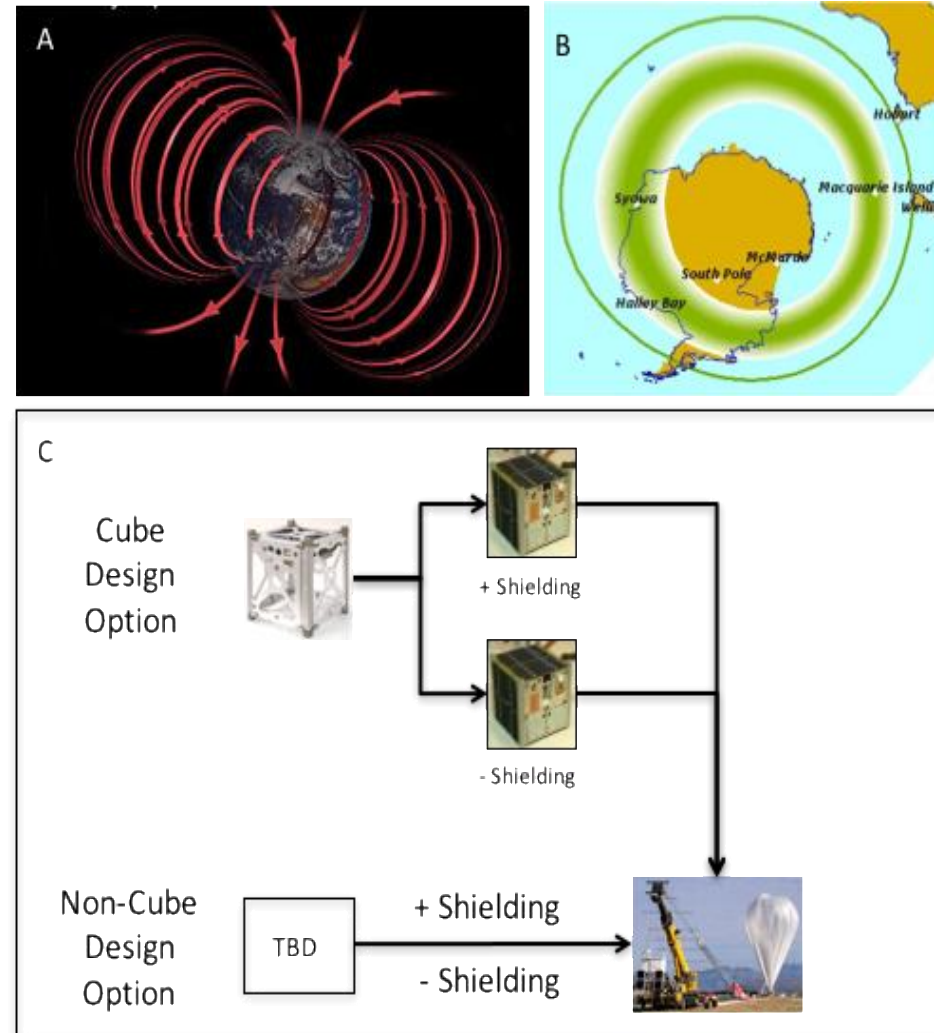 A
B
Hobart
Macquarie Island
Syowa
McMurdo
South Pole
Halley Bay
C
Cube
Design
Option
+ Shielding
- Shielding
Non-Cube
Design
Option
TBD
+ Shielding
- Shielding